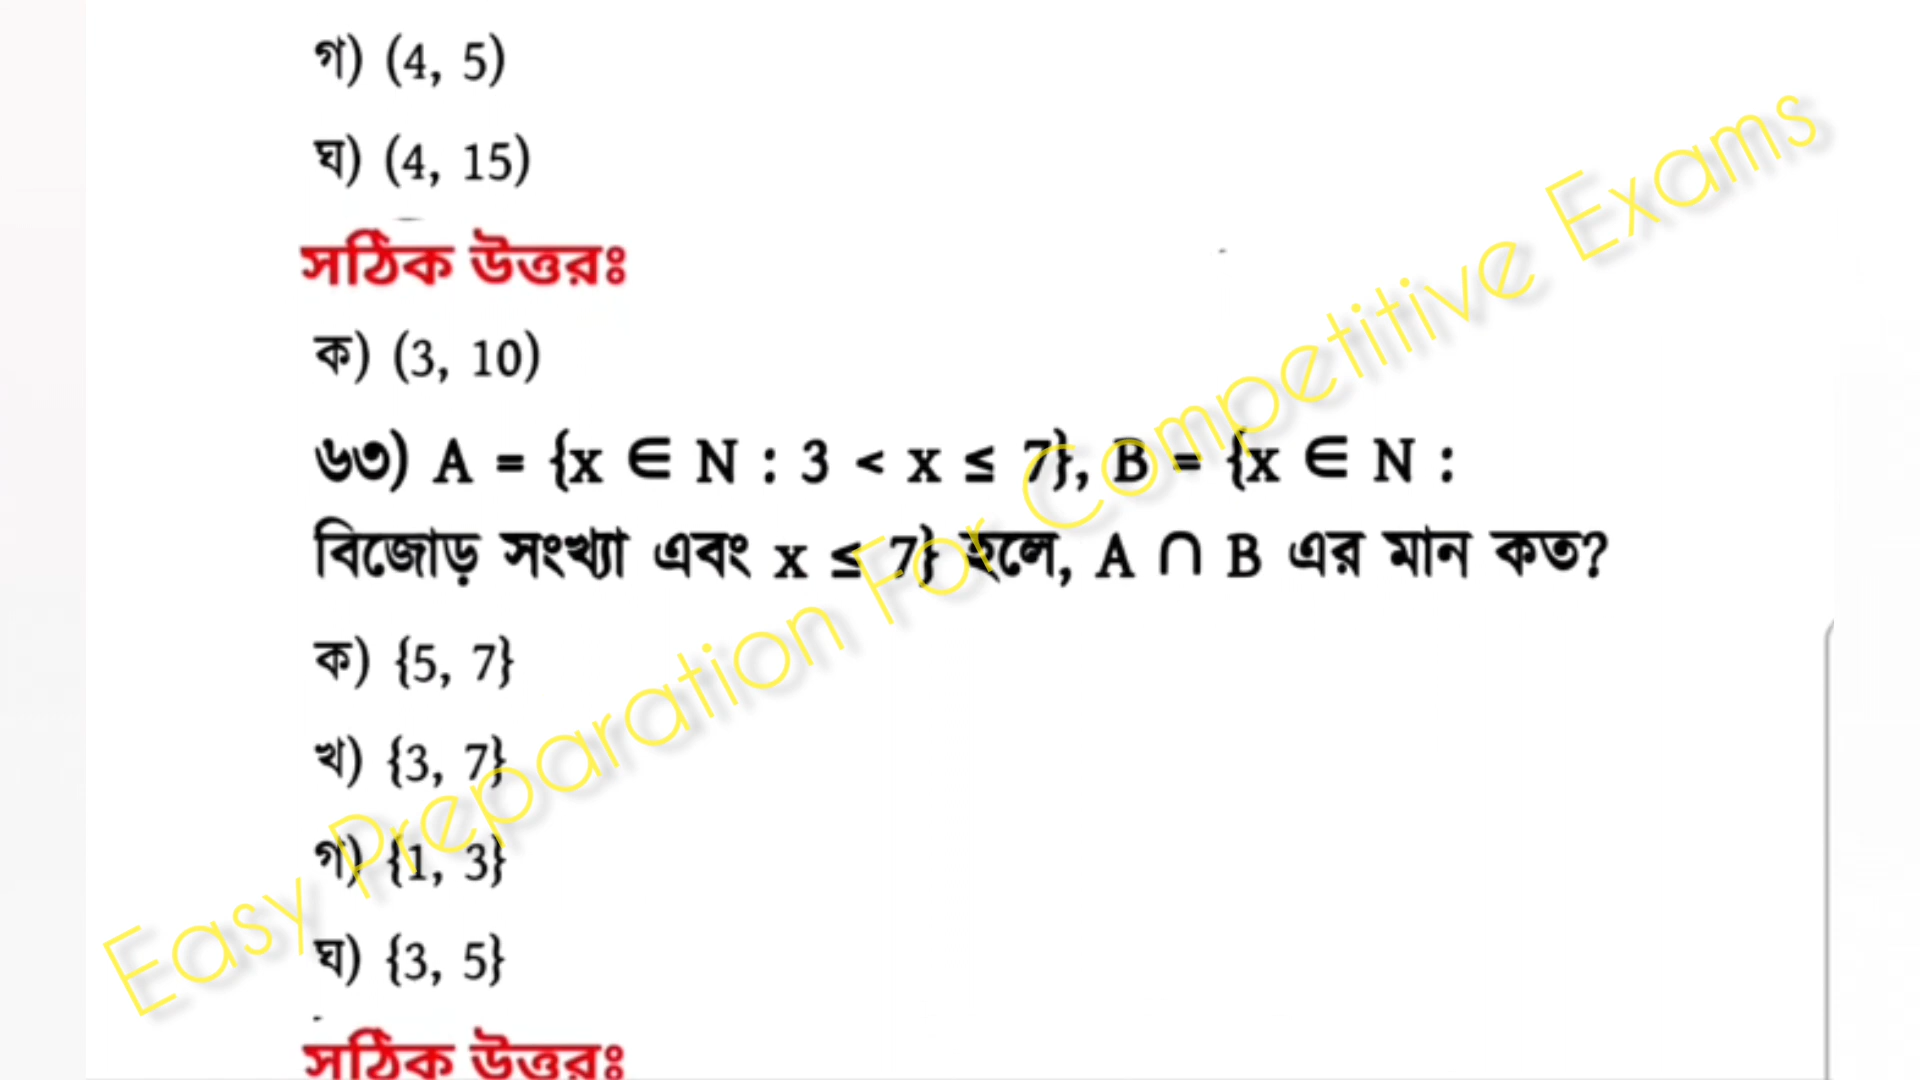 গ) (4, 5)
ঘ) (4, 15)
সঠিক উত্তরঃ
ক) (3, 10)
৬৩) A = {x ∈ N : 3 < x ≤ 7}, B = {x ∈ N :
বিজোড় সংখ্যা এবং x ≤ 7} হলে, A ∩ B এর মান কত?
ক) {5, 7}
খ) {3, 7}
গ) {1, 3}
ঘ) {3, 5}
সঠিক উত্তরঃ
Easy Preparation For Competitive Exams